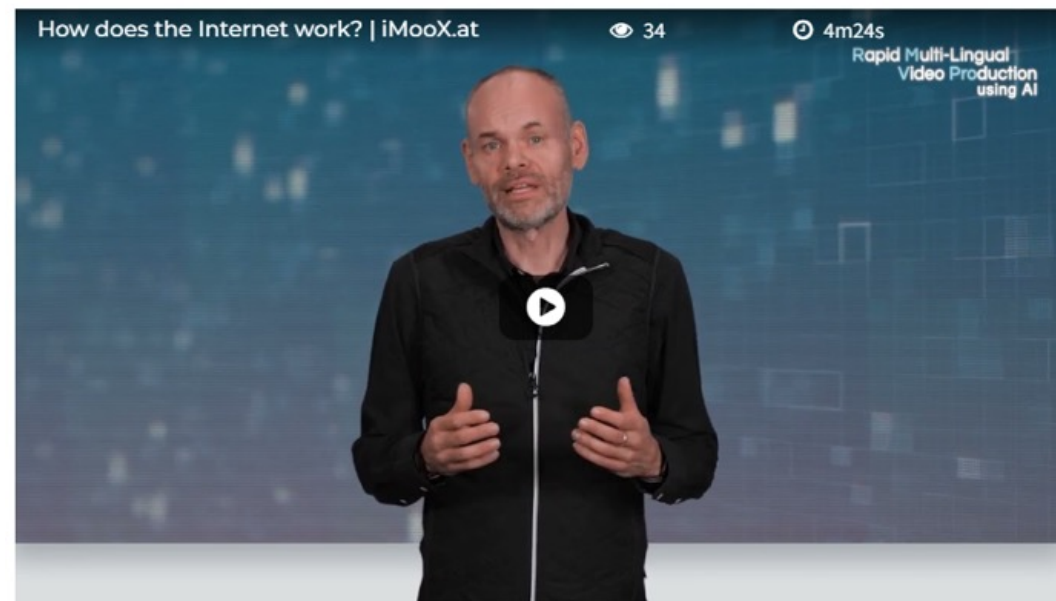 How does the Internet work? | iMooX.at 34 4m24s
Rapid Multi-Lingual
Video Production
using AI